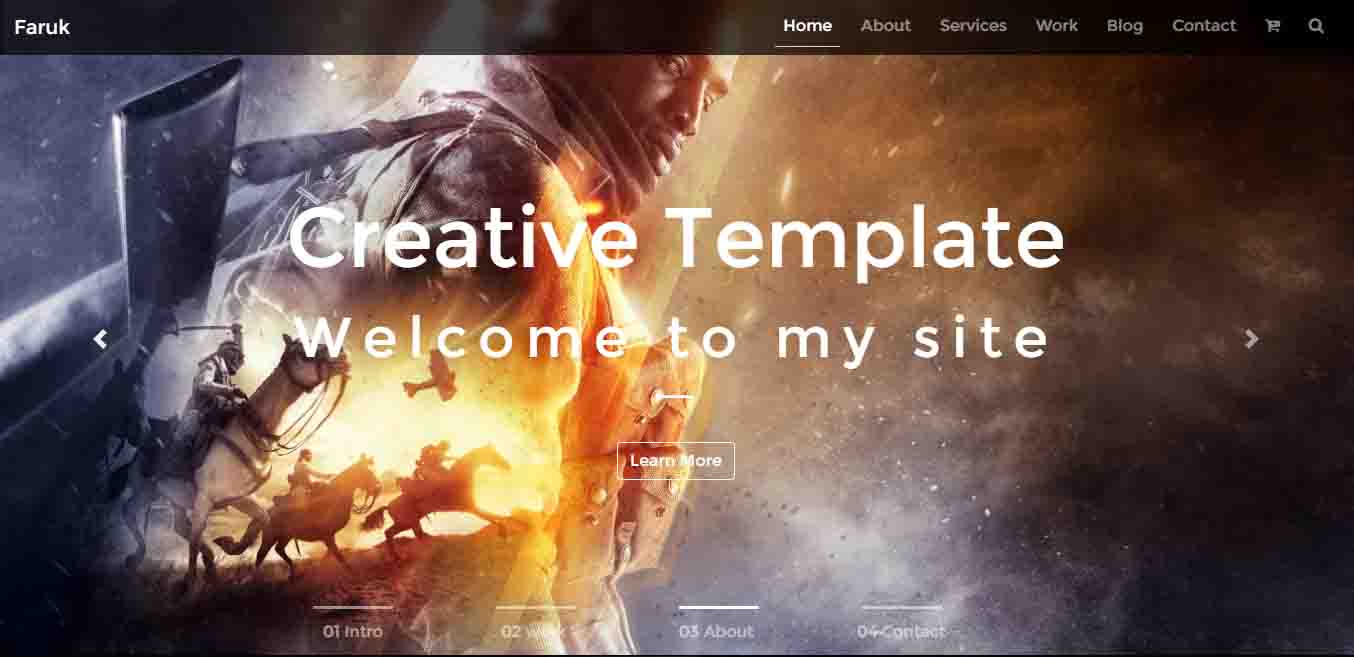 Faruk
Home About Services Work Blog Contact
Creative Template
Welcome to my site
Learn More
01 Intro 02 work 03 About 04 Contact